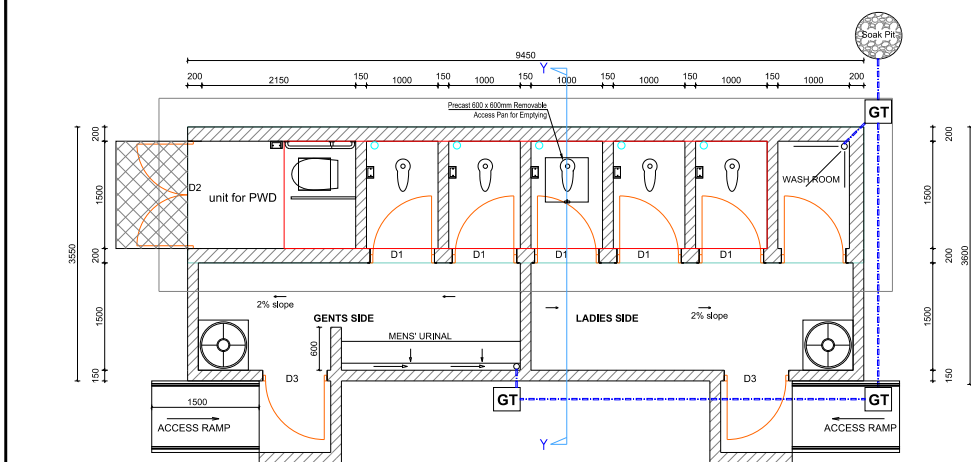 Soak Pit
9450
Y
200 2150 150 1000 150 1000 150 1000 150 1000 150 1000 150 1000 200
Precast 600 x 600mm Removable
Access Pan for Emptying
GT
200
200
D2
unit for PWD
WASH ROOM
1500
1500
3550
3600
D1 D1 D1 D1 D1
200
200
2% slope
GENTS SIDE
LADIES SIDE
2% slope
1500
1500
600
MENS' URINAL
150
150
D3
D3
1500
GT
GT
ACCESS RAMP
ACCESS RAMP
Y